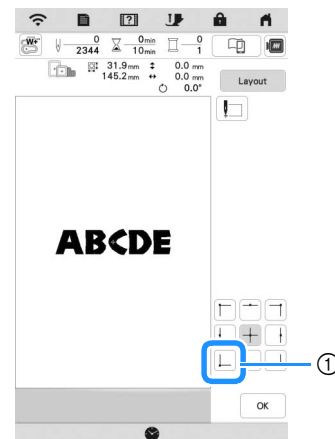 W+ 0 0min 0
2344 10min 1
31.9mm 0.0 mm
145.2mm 0.0 mm
0.0°
Layout
ABCDE
①
OK